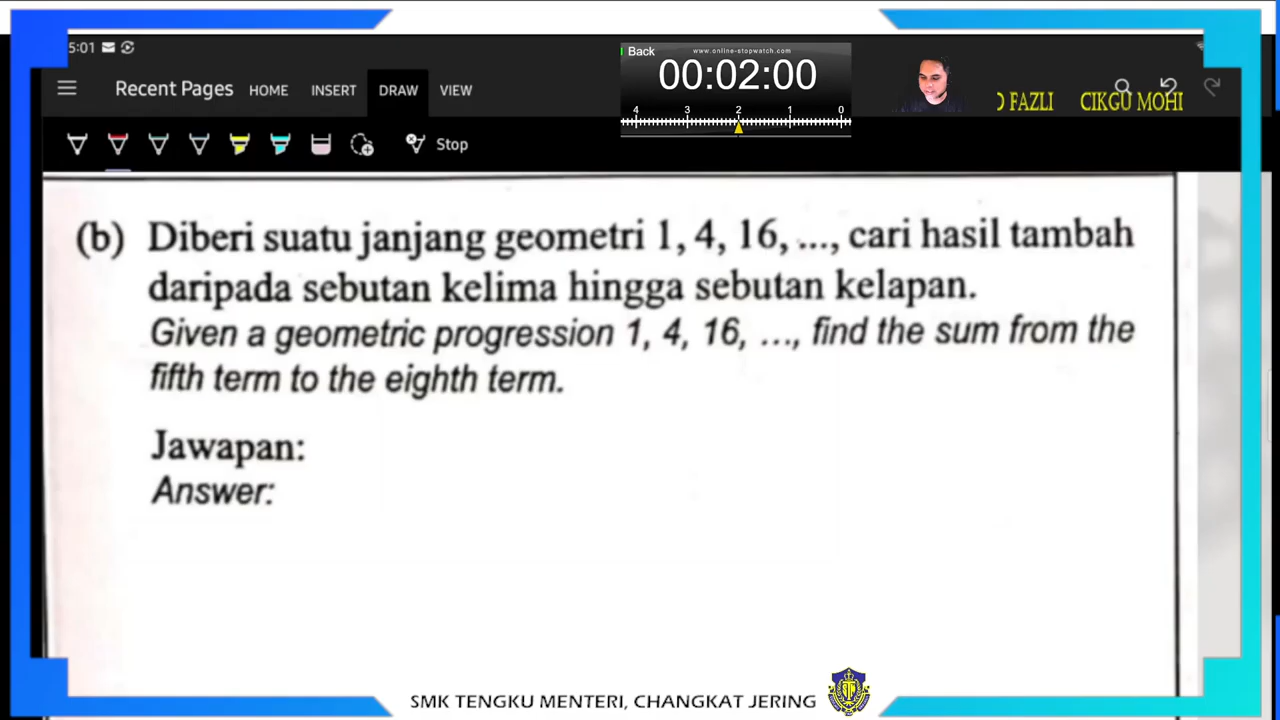 5:01
Back
www.online-stopwatch.com
00:02:00
4 3 2 1 0
Recent Pages HOME INSERT DRAW VIEW
D FAZLI CIKGU MOHI
Stop
(b) Diberi suatu janjang geometri 1, 4, 16, ..., cari hasil tambah
daripada sebutan kelima hingga sebutan kelapan.
Given a geometric progression 1, 4, 16, ..., find the sum from the
fifth term to the eighth term.
Jawapan:
Answer:
SMK TENGKU MENTERI, CHANGKAT JERING